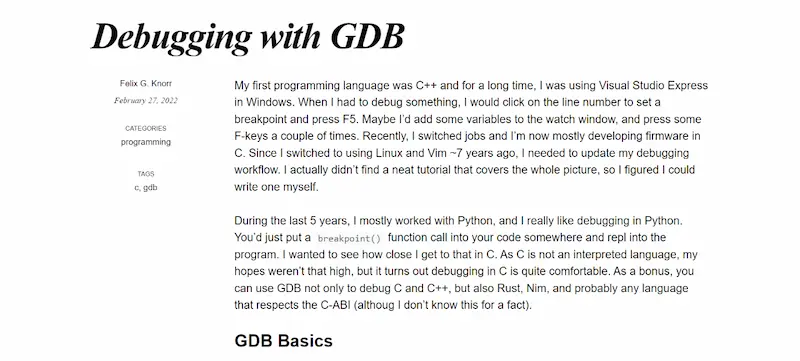 Debugging with GDB
Felix G. Knorr
February 27, 2022
CATEGORIES
programming
TAGS
c, gdb
My first programming language was C++ and for a long time, I was using Visual Studio Express
in Windows. When I had to debug something, I would click on the line number to set a
breakpoint and press F5. Maybe I'd add some variables to the watch window, and press some
F-keys a couple of times. Recently, I switched jobs and I'm now mostly developing firmware in
C. Since I switched to using Linux and Vim ~7 years ago, I needed to update my debugging
workflow. I actually didn't find a neat tutorial that covers the whole picture, so I figured I could
write one myself.
During the last 5 years, I mostly worked with Python, and I really like debugging in Python.
You'd just put a breakpoint() function call into your code somewhere and repl into the
program. I wanted to see how close I get to that in C. As C is not an interpreted language, my
hopes weren't that high, but it turns out debugging in C is quite comfortable. As a bonus, you
can use GDB not only to debug C and C++, but also Rust, Nim, and probably any language
that respects the C-ABI (althoug I don't know this for a fact).
GDB Basics